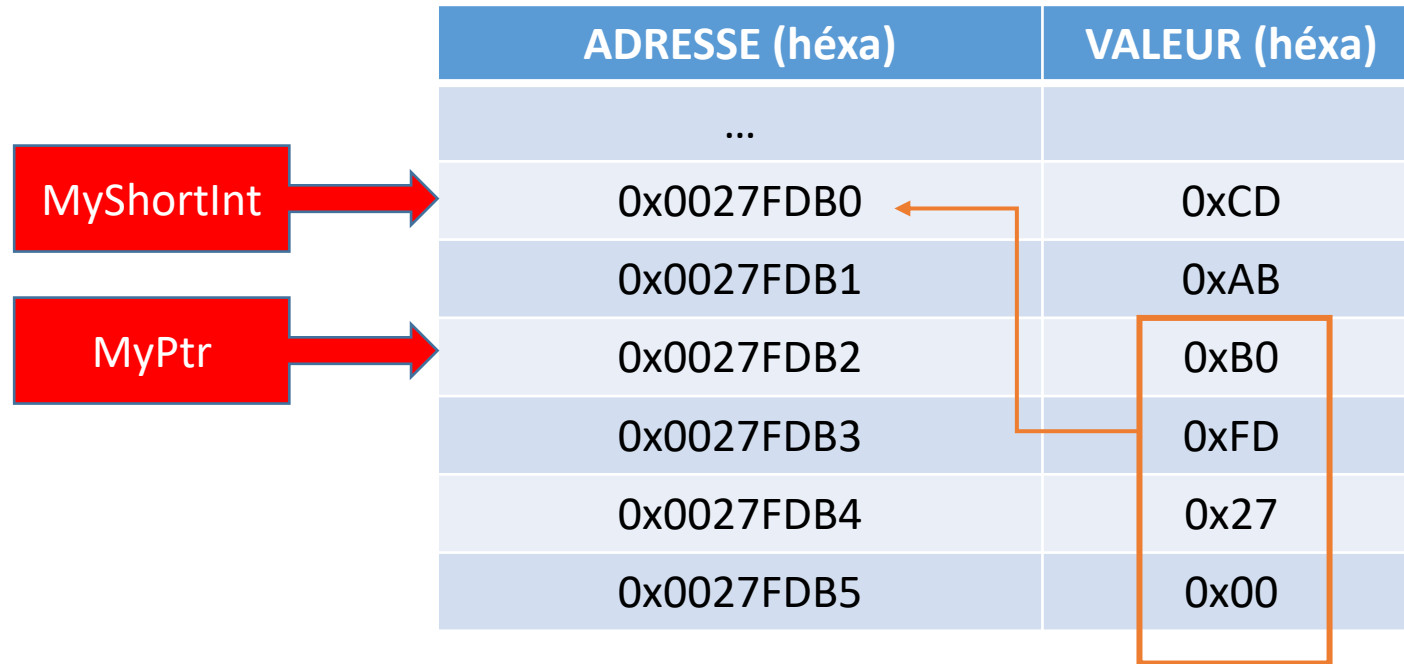 ADRESSE (héxa) VALEUR (héxa)
...
MyShortInt 0x0027FDB0 0xCD
0x0027FDB1 0xAB
MyPtr 0x0027FDB2 0xB0
0x0027FDB3 0xFD
0x0027FDB4 0x27
0x0027FDB5 0x00